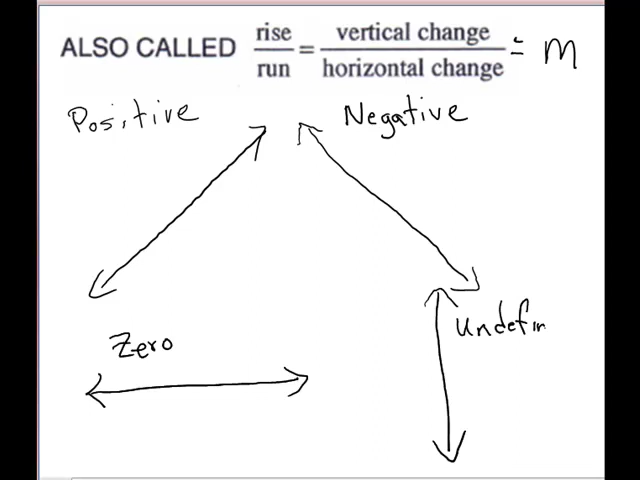 ALSO CALLED rise/run = vertical change/horizontal change = m
Positive Negative
Zero
Undefin